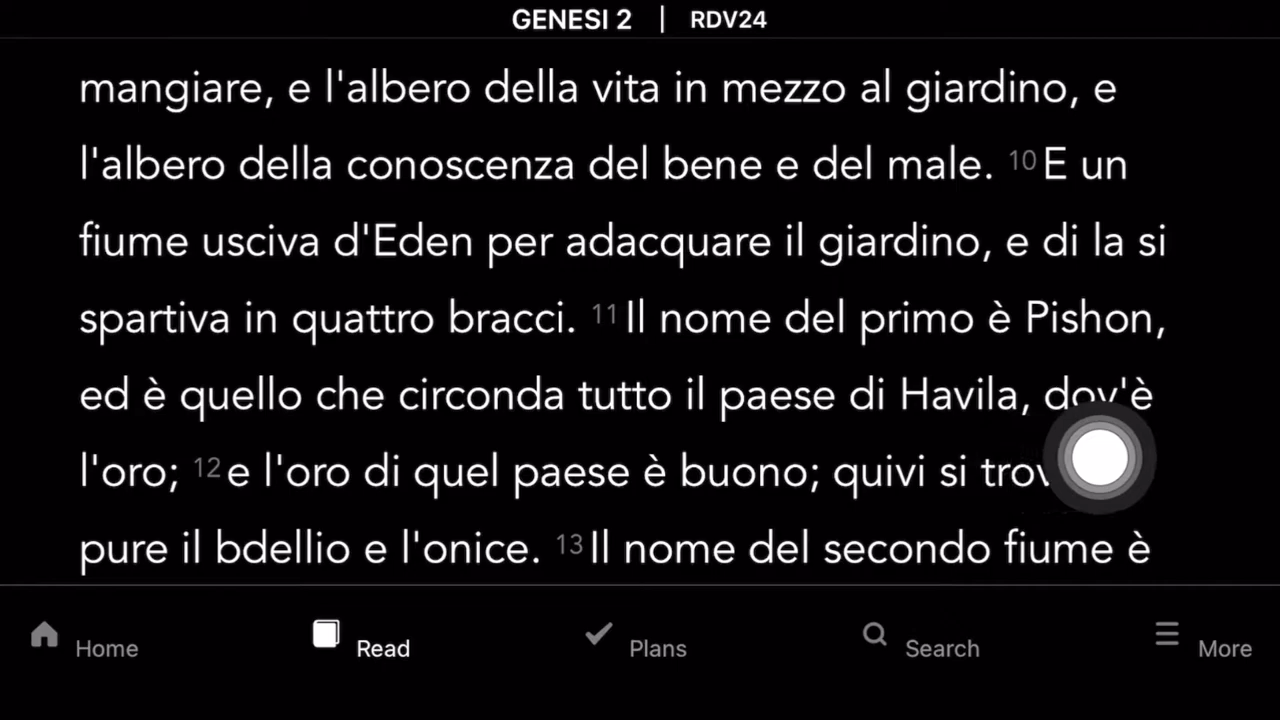 GENESI 2 | RDV24
mangiare, e l'albero della vita in mezzo al giardino, e
l'albero della conoscenza del bene e del male. 10 E un
fiume usciva d'Eden per adacquare il giardino, e di la si
spartiva in quattro bracci. 11 Il nome del primo è Pishon,
ed è quello che circonda tutto il paese di Havila, dov'è
l'oro; 12 e l'oro di quel paese è buono; quivi si
pure il bdellio e l'onice. 13 Il nome del secondo fiume è
Home Read Plans Search More